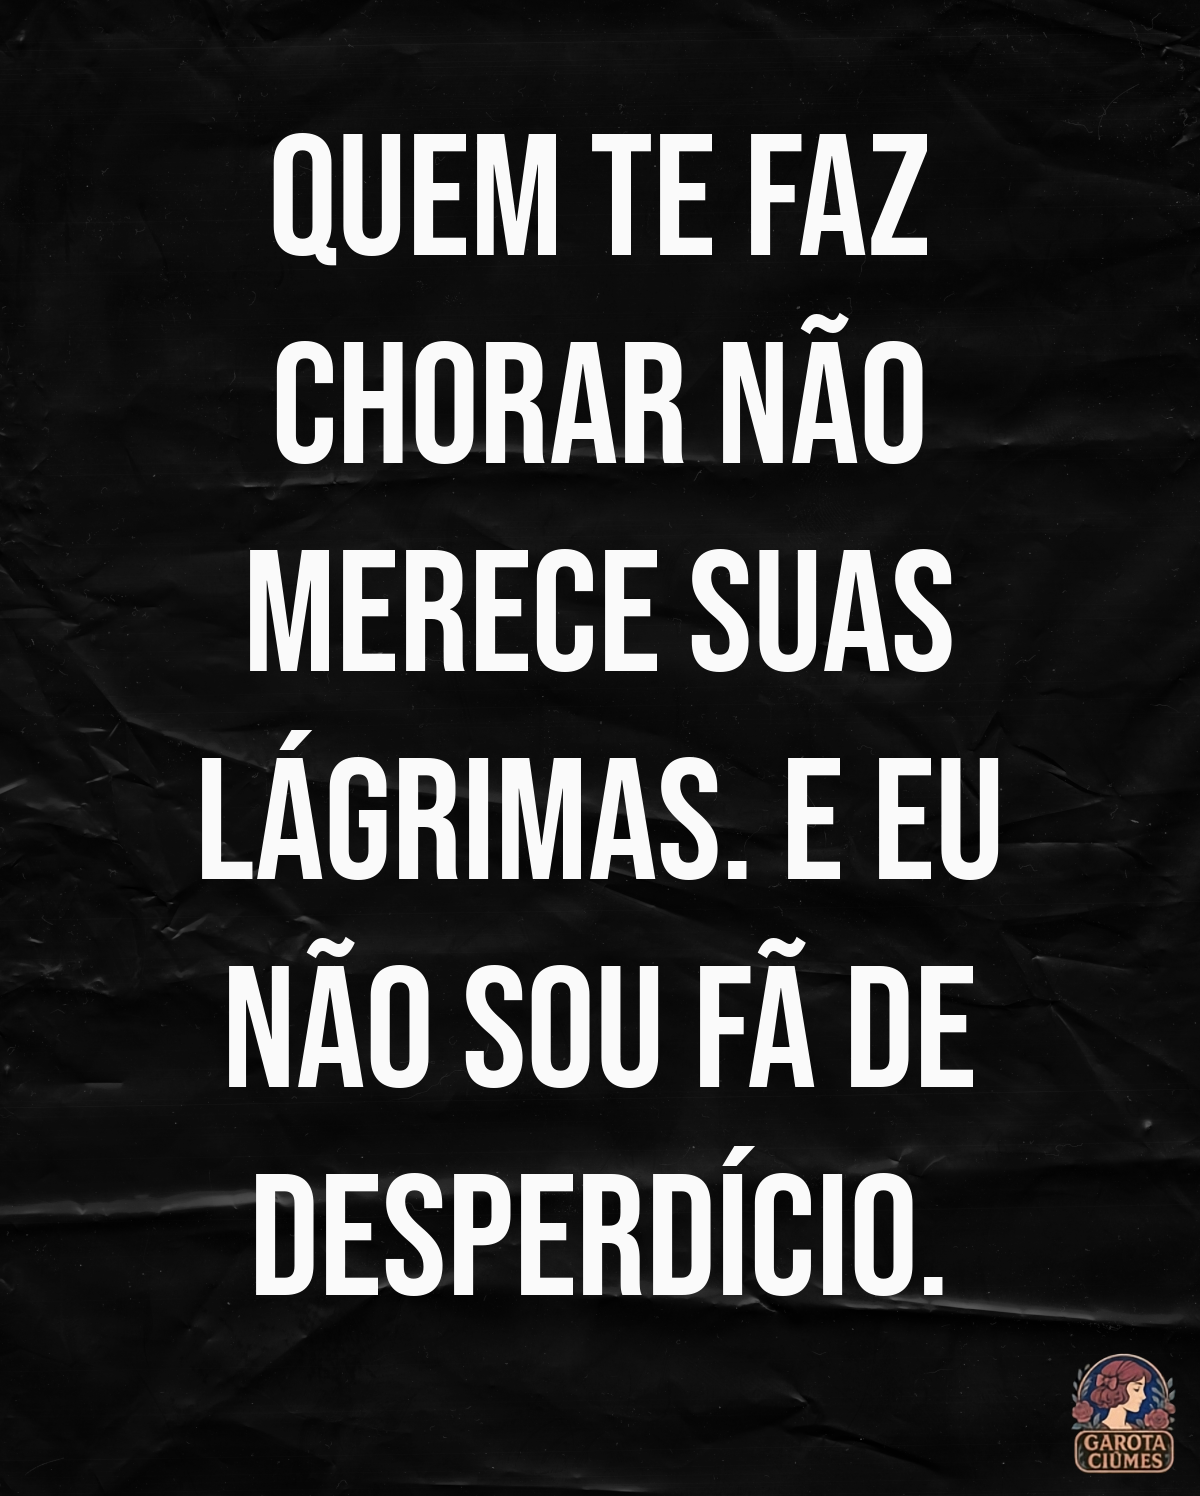 QUEM TE FAZ
CHORAR NÃO
MERECE SUAS
LÁGRIMAS. E EU
NÃO SOU FÃ DE
DESPERDÍCIO.
GAROTA
CIÚMES